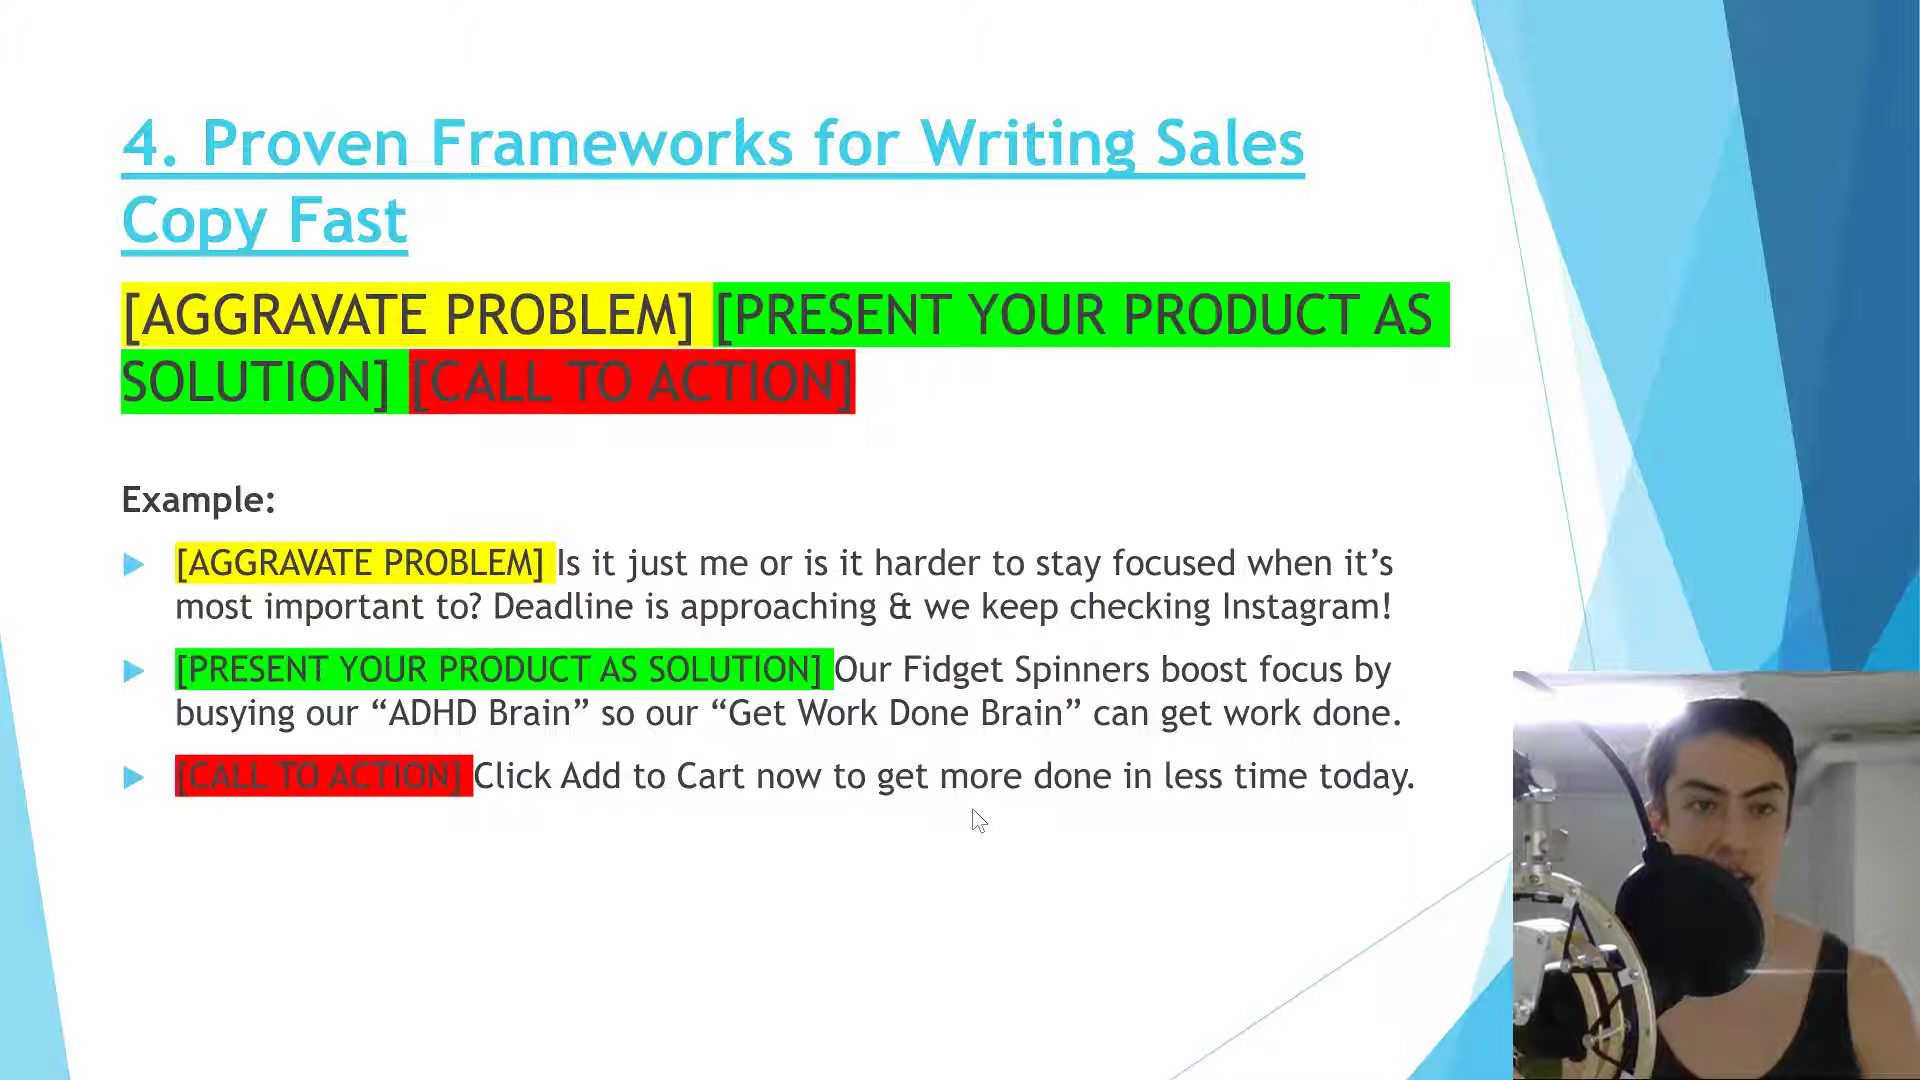 4. Proven Frameworks for Writing Sales
Copy Fast
[AGGRAVATE PROBLEM] [PRESENT YOUR PRODUCT AS
SOLUTION] [CALL TO ACTION]
Example:
[AGGRAVATE PROBLEM] Is it just me or is it harder to stay focused when it’s
most important to? Deadline is approaching & we keep checking Instagram!
[PRESENT YOUR PRODUCT AS SOLUTION] Our Fidget Spinners boost focus by
busying our “ADHD Brain” so our “Get Work Done Brain” can get work done.
[CALL TO ACTION] Click Add to Cart now to get more done in less time today.